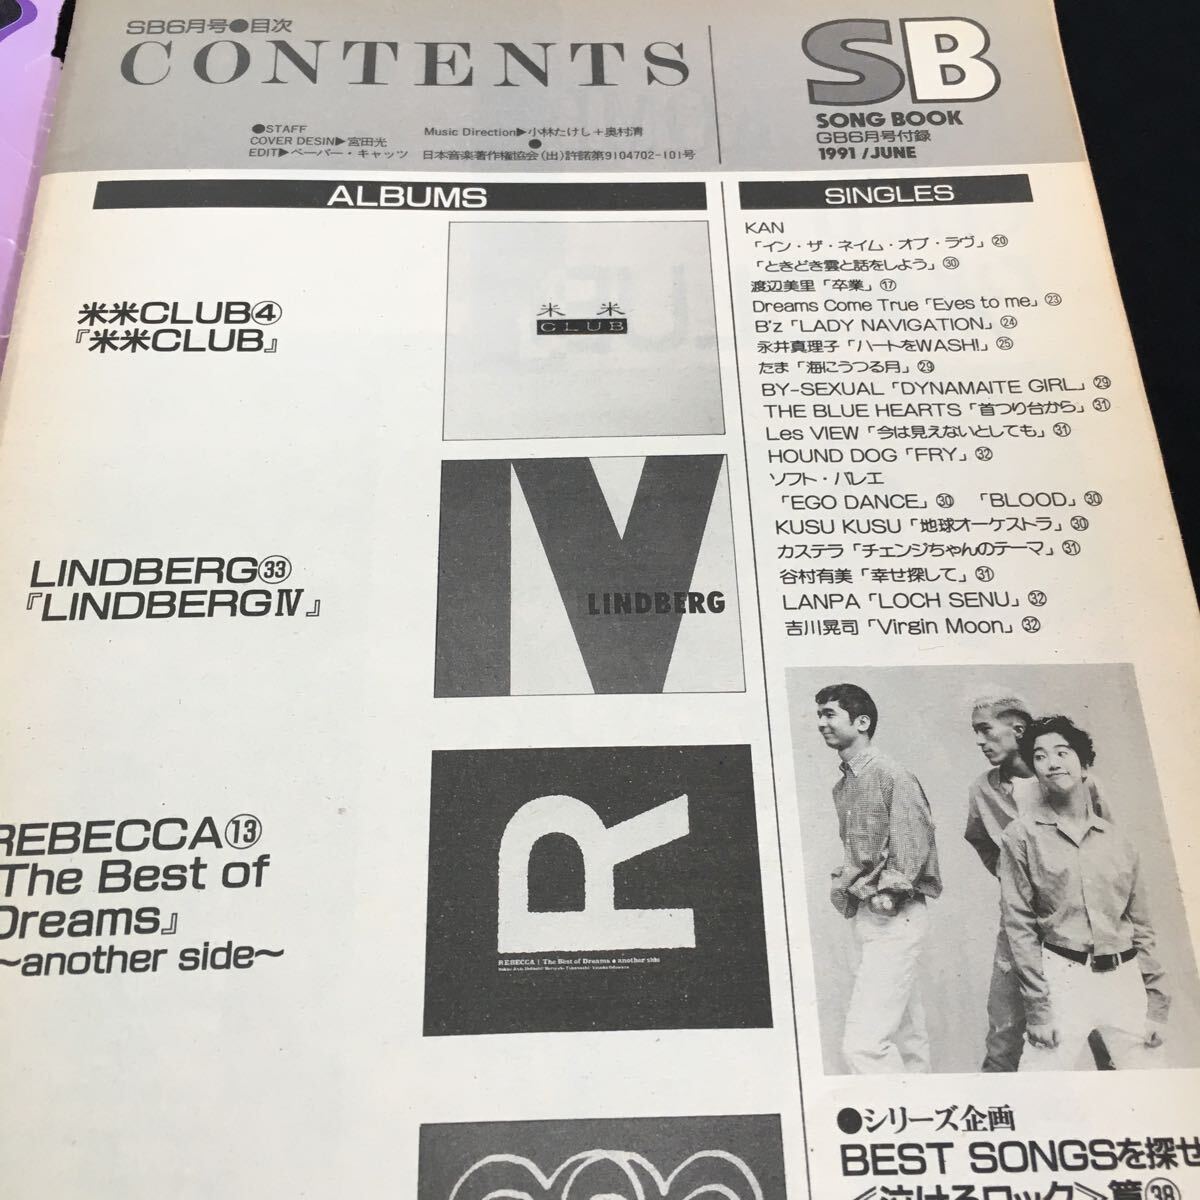 SB6月号●目次
CONTENTS
●STAFF
COVER DESIN▶宮田光
EDIT▶ペーパー・キャッツ
Music Direction▶小林たけし+奥村清
●
日本音楽著作権協会(出)許諾第9104702-101号
SB
SONG BOOK
GB6月号付録
1991/JUNE
ALBUMS
米米CLUB④
『米米CLUB』
米米
CLUB
LINDBERG㉝
『LINDBERGⅣ』
IV
LINDBERG
REBECCA⑬
『The Best of
Dreams』
~another side~
R
REBECCA | The Best of Dreams ● another side
SINGLES
KAN
「イン・ザ・ネイム・オブ・ラヴ」⑳
「ときどき雲と話をしよう」㉚
渡辺美里「卒業」⑰
Dreams Come True「Eyes to me」㉓
B'z「LADY NAVIGATION」㉔
永井真理子「ハートをWASH!」㉕
たま「海にうつる月」㉙
BY-SEXUAL「DYNAMAITE GIRL」㉙
THE BLUE HEARTS「首つり台から」㉛
Les VIEW「今は見えないとしても」㉛
HOUND DOG「FRY」㉜
ソフト・バレエ
「EGO DANCE」㉚ 「BLOOD」㉚
KUSU KUSU「地球オーケストラ」㉚
カステラ「チェンジちゃんのテーマ」㉛
谷村有美「幸せ探して」㉛
LANPA「LOCH SENU」㉜
吉川晃司「Virgin Moon」㉜
●シリーズ企画
BEST SONGSを探せ
《泣けるロック》篇㊳